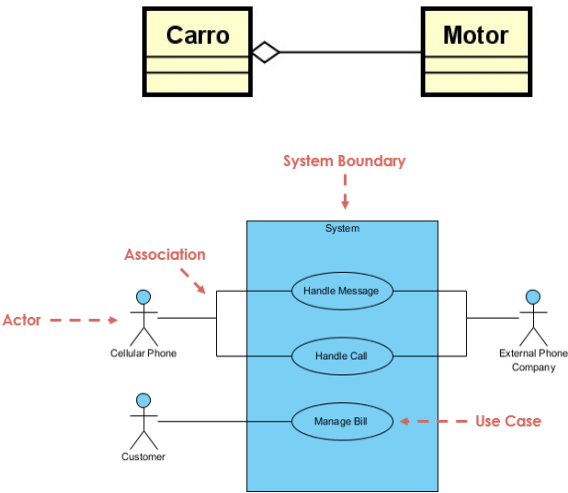 Carro
Motor
System Boundary
System
Association
Handle Message
Actor
Cellular Phone
Handle Call
External Phone
Company
Manage Bill
Use Case
Customer